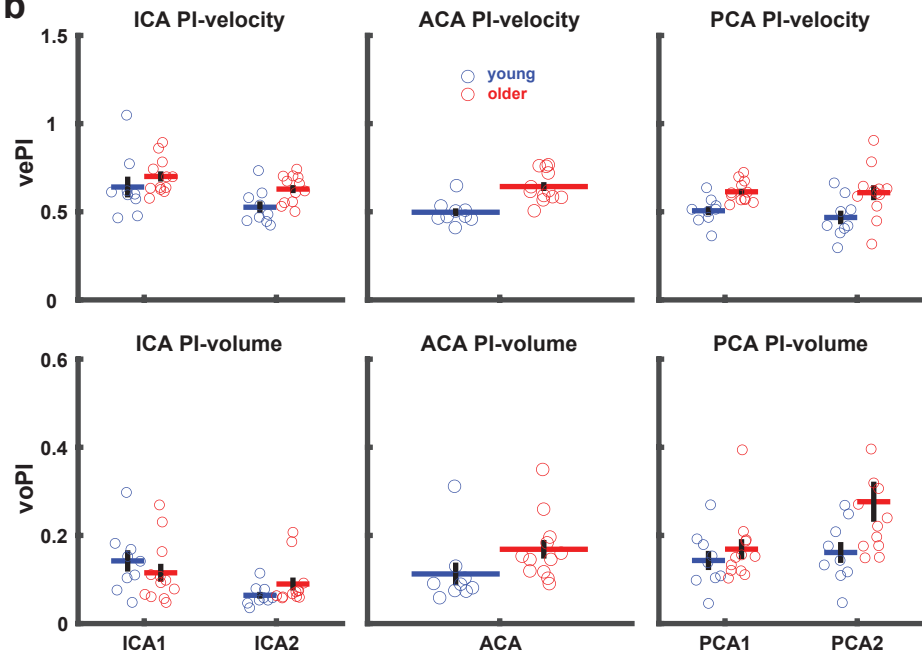 b
ICA PI-velocity
ACA PI-velocity
PCA PI-velocity
1.5
1
0.5
0
vePI
young
older
ICA PI-volume
ACA PI-volume
PCA PI-volume
0.6
0.4
0.2
0
voPI
ICA1
ICA2
ACA
PCA1
PCA2